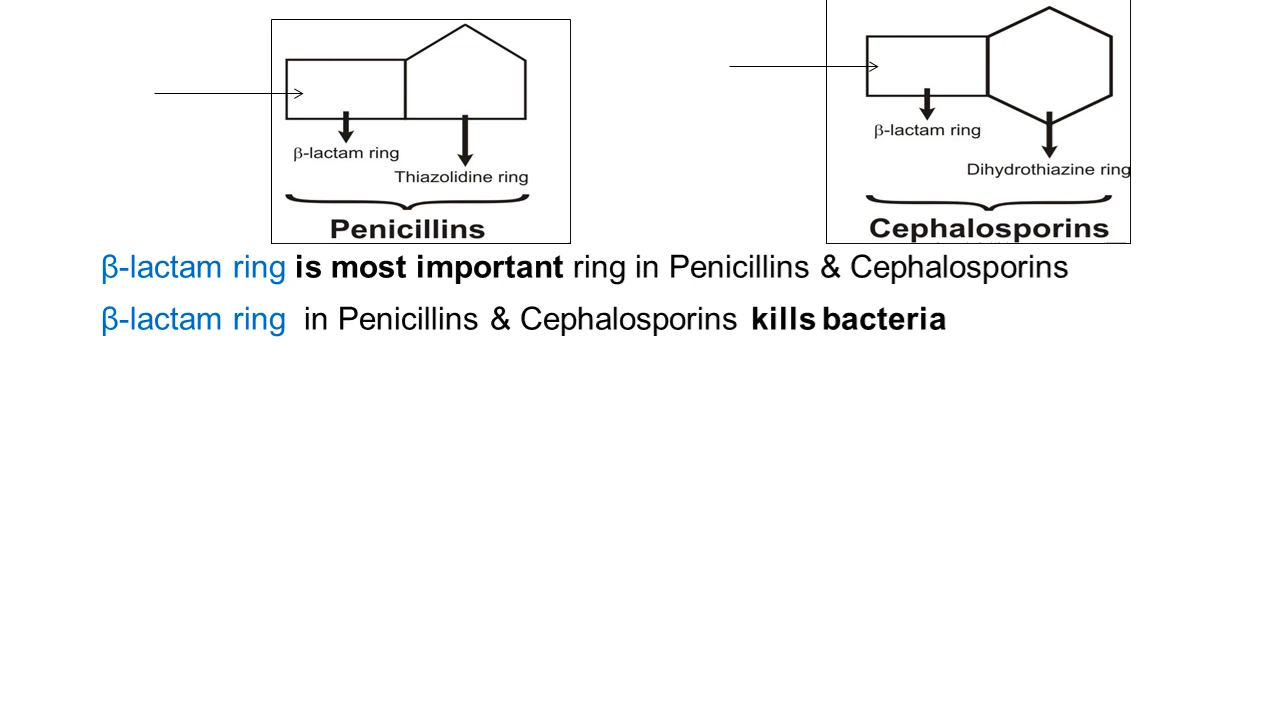 β-lactam ring
Thiazolidine ring
Penicillins
β-lactam ring
Dihydrothiazine ring
Cephalosporins
β-lactam ring is most important ring in Penicillins & Cephalosporins
β-lactam ring in Penicillins & Cephalosporins kills bacteria